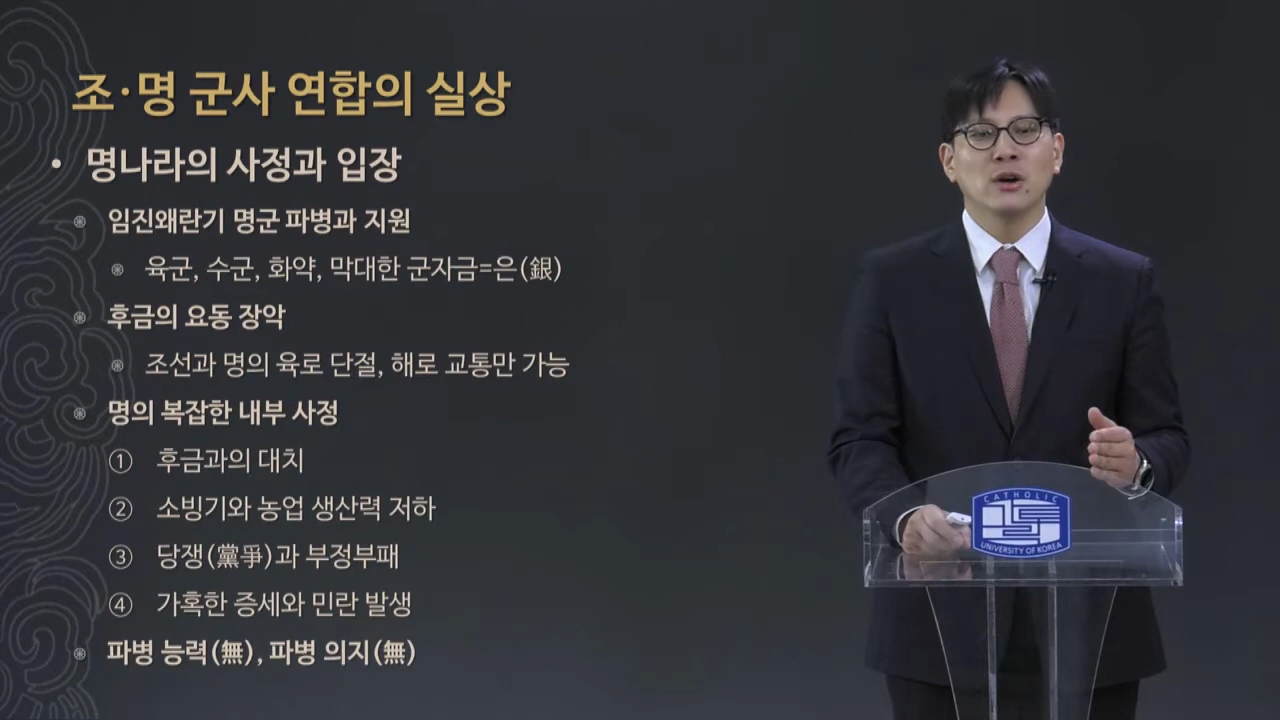 조·명 군사 연합의 실상
• 명나라의 사정과 입장
임진왜란기 명군 파병과 지원
육군, 수군, 화약, 막대한 군자금=은(銀)
후금의 요동 장악
조선과 명의 육로 단절, 해로 교통만 가능
명의 복잡한 내부 사정
① 후금과의 대치
② 소빙기와 농업 생산력 저하
③ 당쟁(黨爭)과 부정부패
④ 가혹한 증세와 민란 발생
파병 능력(無), 파병 의지(無)
CATHOLIC
가톨릭
UNIVERSITY OF KOREA